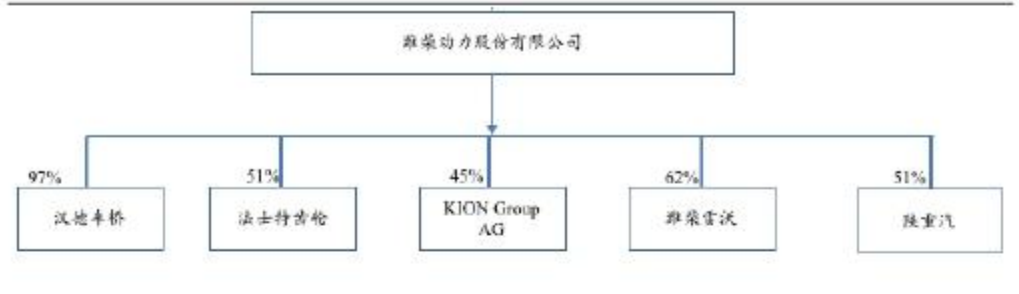 潍柴动力股份有限公司
97%
51%
45%
62%
51%
汉德车桥
法士特齿轮
KION Group
AG
潍柴雷沃
陕重汽